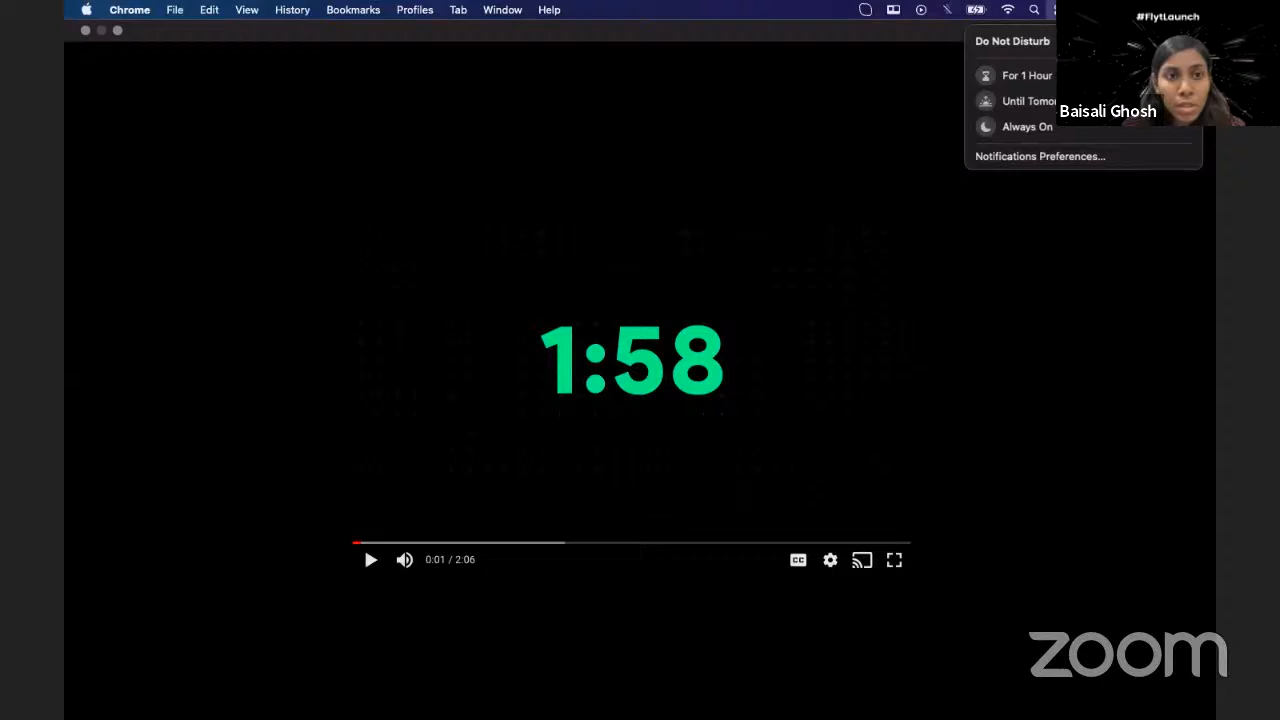 Chrome File Edit View History Bookmarks Profiles Tab Window Help
#FlytLaunch
Do Not Disturb
For 1 Hour
Until Tomo
Always On
Notifications Preferences...
Baisali Ghosh
1:58
0:01 / 2:06
CC
zoom